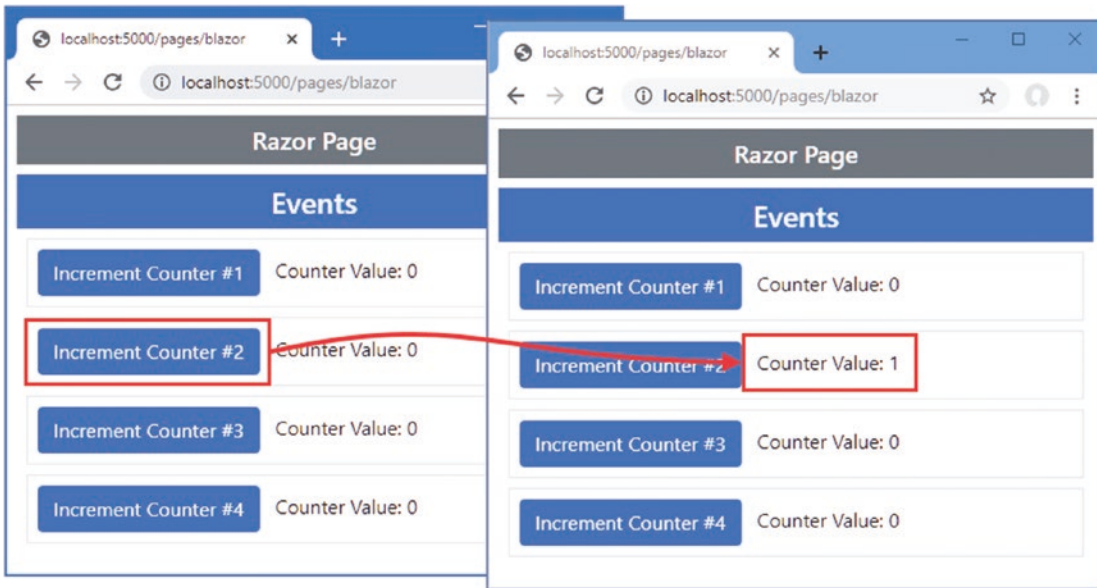 localhost:5000/pages/blazor
localhost:5000/pages/blazor
Razor Page
Events
Increment Counter #1 Counter Value: 0
Increment Counter #2 Counter Value: 0
Increment Counter #3 Counter Value: 0
Increment Counter #4 Counter Value: 0
localhost:5000/pages/blazor
localhost:5000/pages/blazor
Razor Page
Events
Increment Counter #1 Counter Value: 0
Increment Counter #2 Counter Value: 1
Increment Counter #3 Counter Value: 0
Increment Counter #4 Counter Value: 0